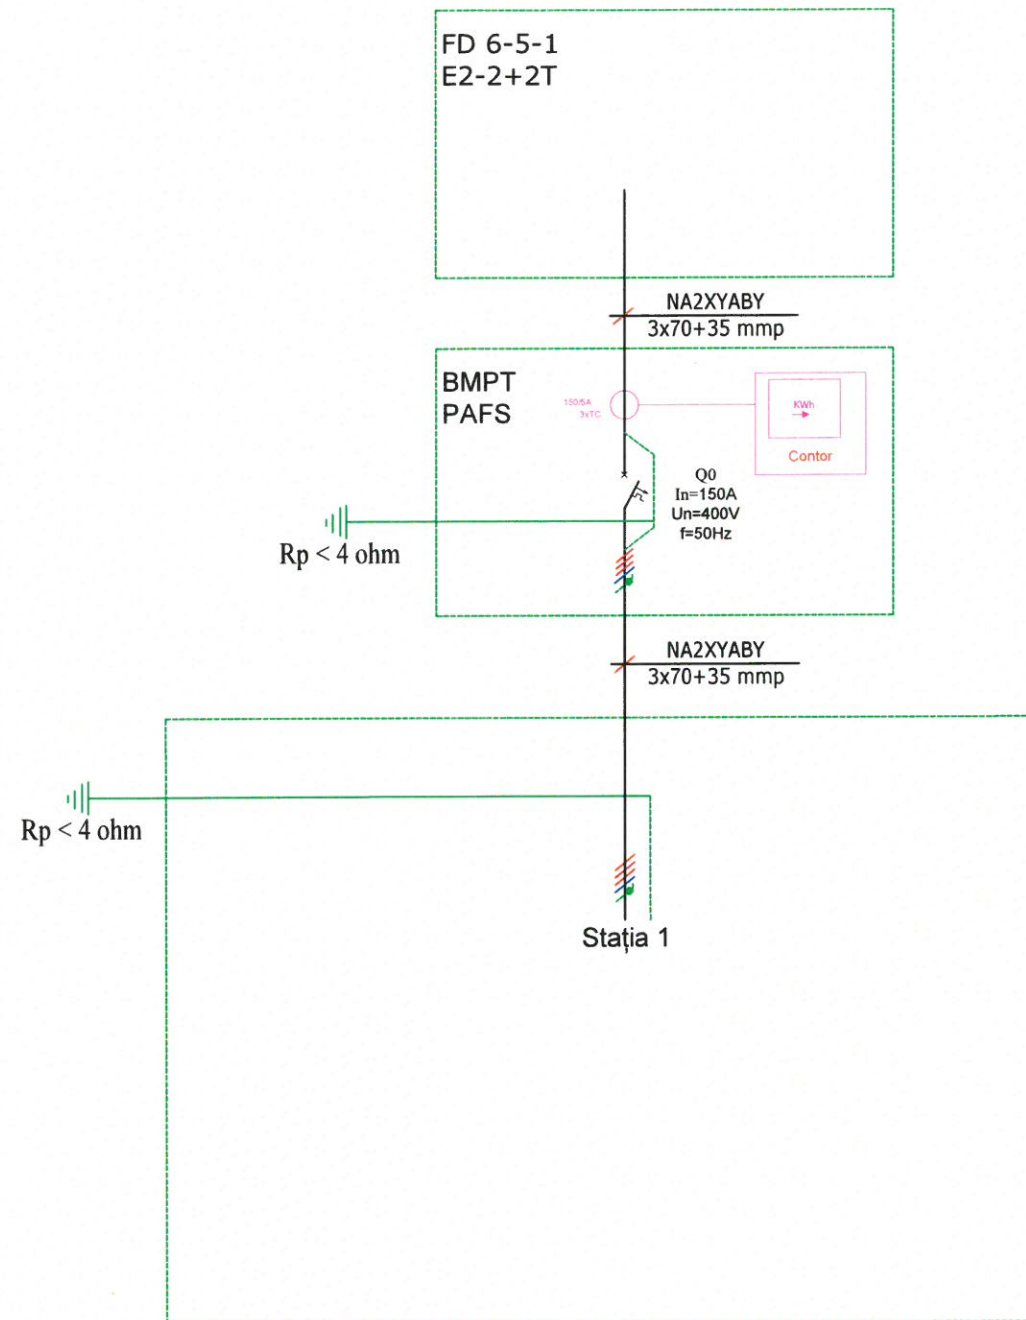 FD 6-5-1
E2-2+2T
NA2XYABY
3x70+35 mmp
BMPT
PAFS
150/5A
3xTC
KWh
Contor
Q0
In=150A
Un=400V
f=50Hz
Rp < 4 ohm
NA2XYABY
3x70+35 mmp
Rp < 4 ohm
Stația 1